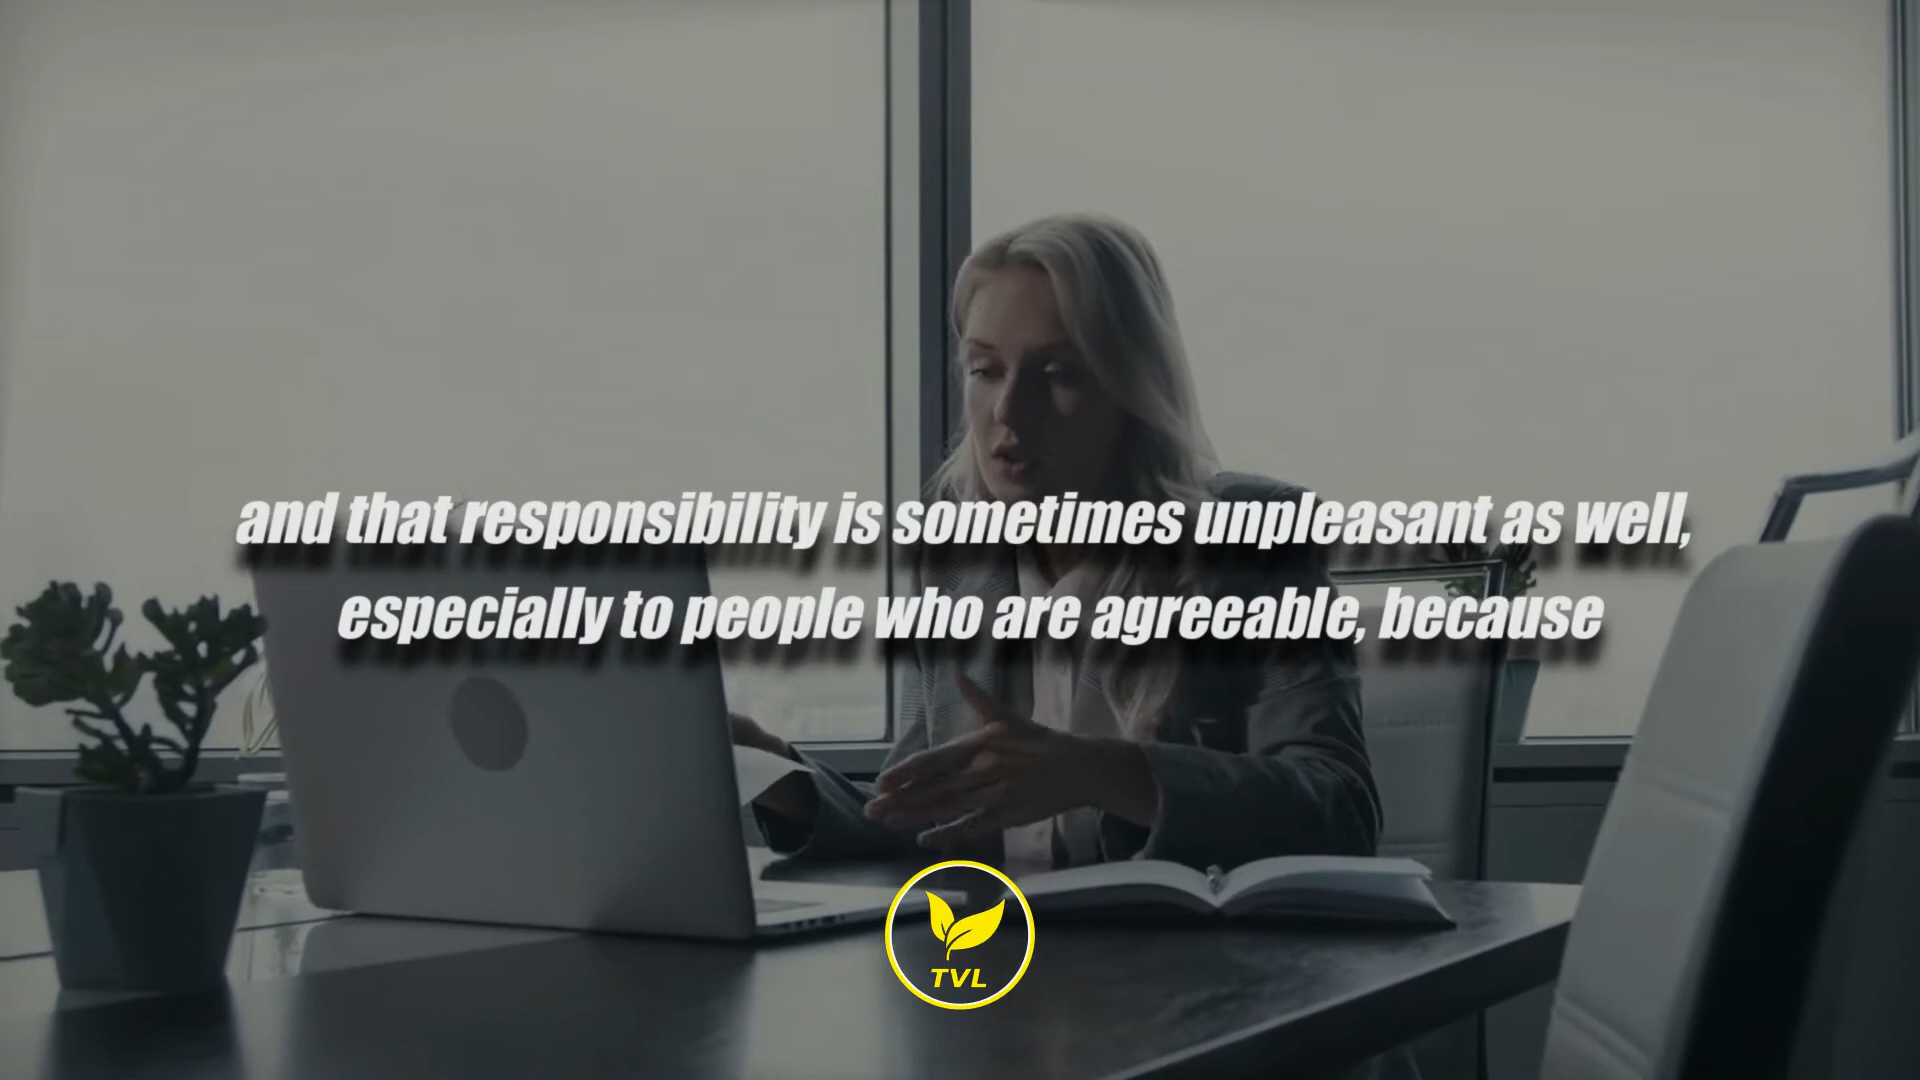 and that responsibility is sometimes unpleasant as well,
especially to people who are agreeable, because
TVL